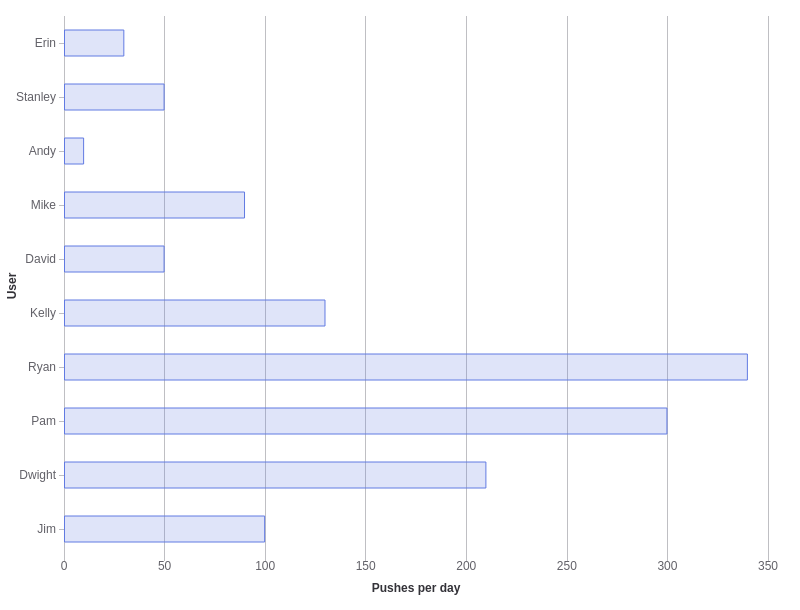 Erin
Stanley
Andy
Mike
David
User
Kelly
Ryan
Pam
Dwight
Jim
0 50 100 150 200 250 300 350
Pushes per day